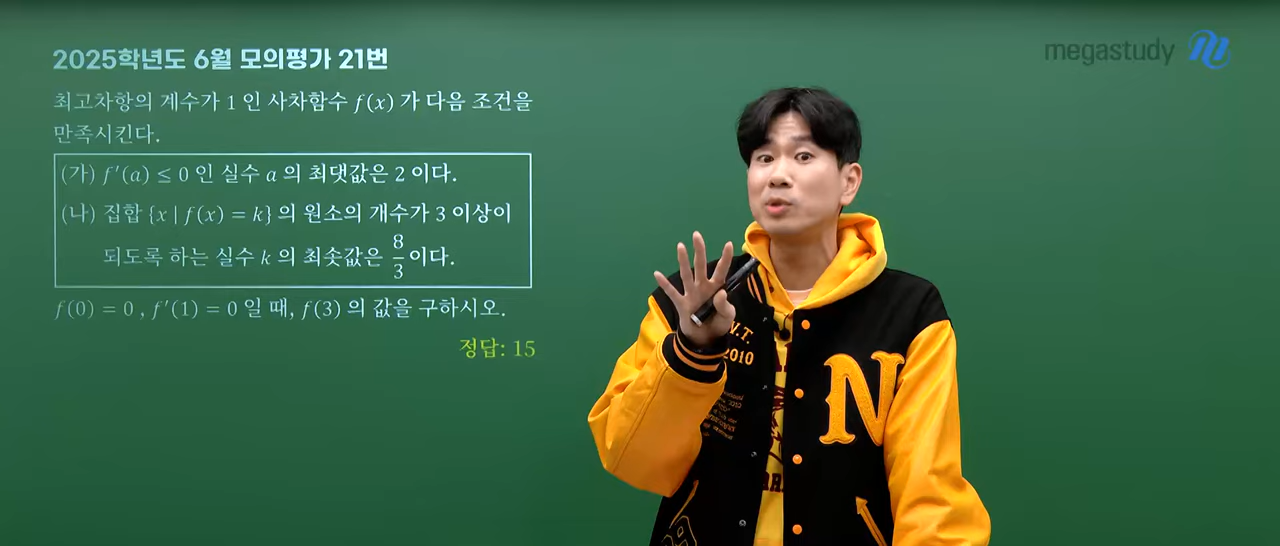 2025학년도 6월 모의평가 21번
megastudy
최고차항의 계수가 1 인 사차함수 f(x) 가 다음 조건을
만족시킨다.
(가) f′(a) ≤ 0 인 실수 a 의 최댓값은 2 이다.
(나) 집합 {x | f(x) = k} 의 원소의 개수가 3 이상이
되도록 하는 실수 k 의 최솟값은 8/3 이다.
f(0) = 0 , f′(1) = 0 일 때, f(3) 의 값을 구하시오.
정답: 15
V.T.
2010
N